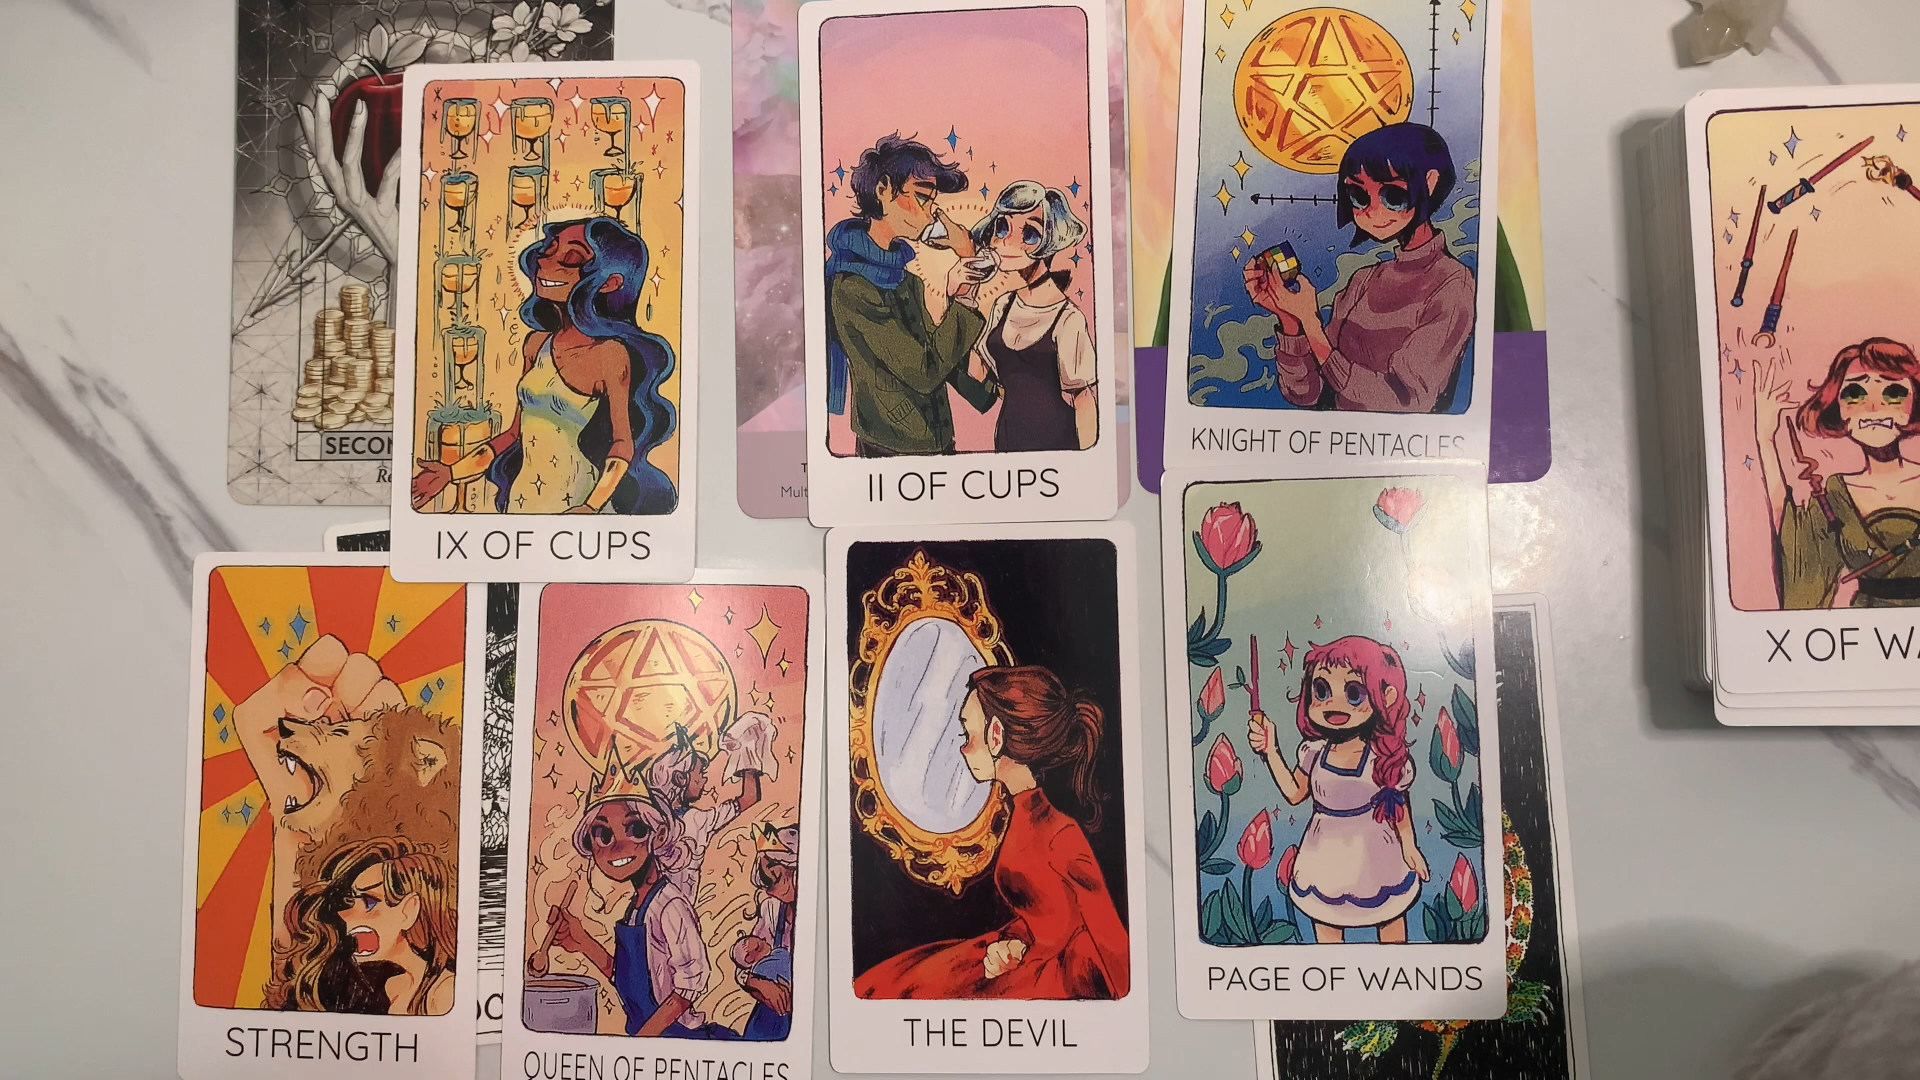 SECON
IX OF CUPS
II OF CUPS
KNIGHT OF PENTACLES
X OF WA
STRENGTH
QUEEN OF PENTACLES
THE DEVIL
PAGE OF WANDS